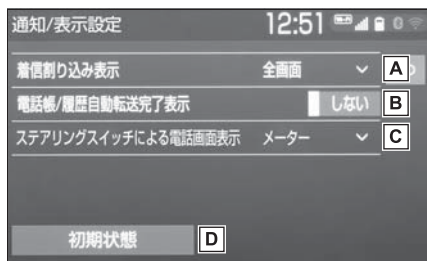 通知/表示設定 12:51
着信割り込み表示 全画面 A
電話帳/履歴自動転送完了表示 しない B
ステアリングスイッチによる電話画面表示 メーター C
初期状態 D